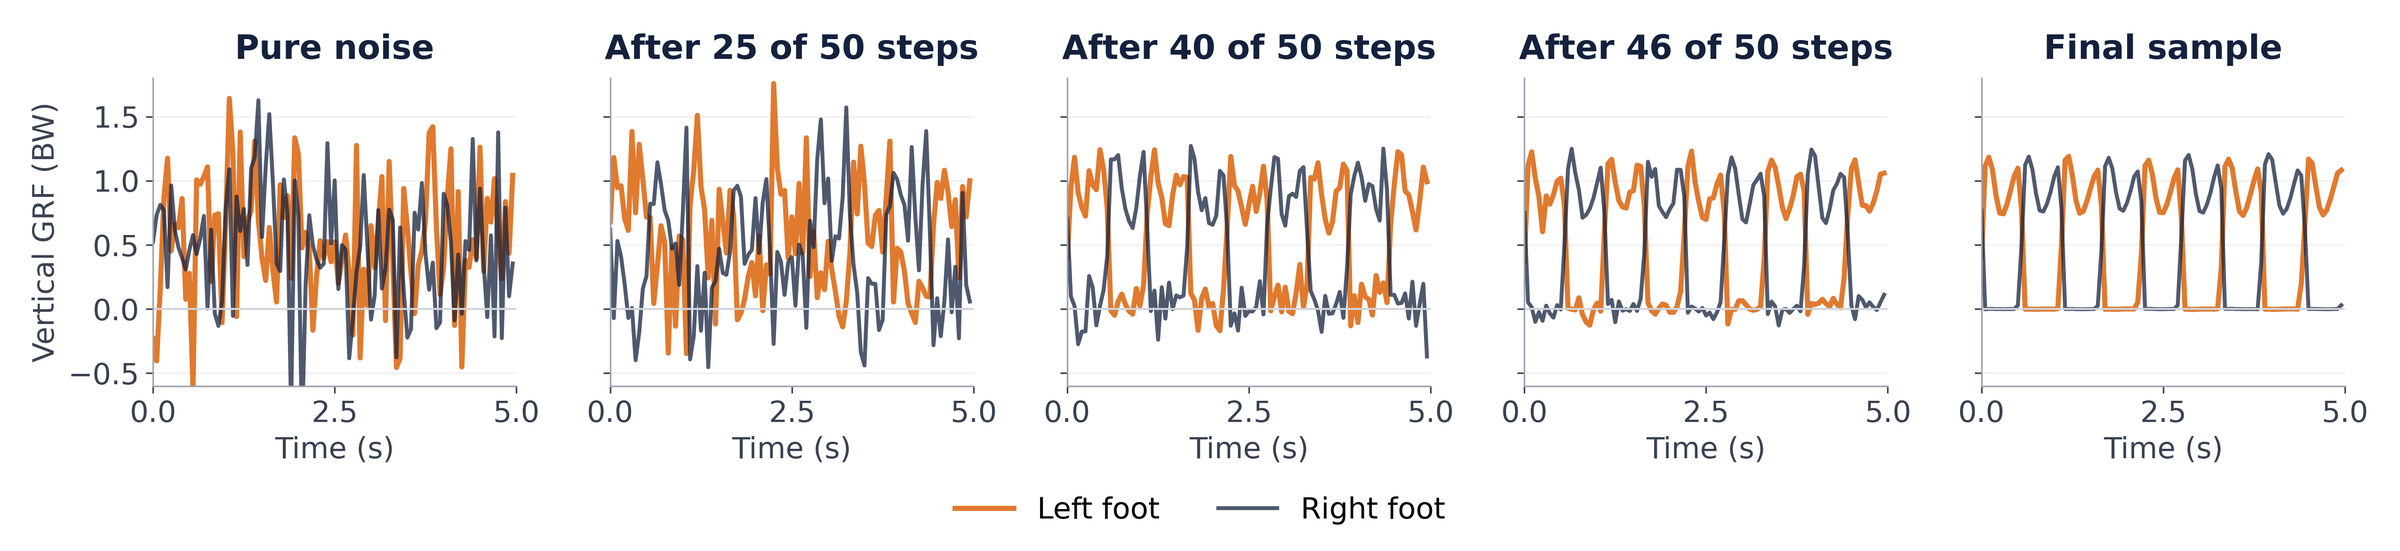 Pure noise
After 25 of 50 steps
After 40 of 50 steps
After 46 of 50 steps
Final sample
Vertical GRF (BW)
1.5
1.0
0.5
0.0
−0.5
0.0 2.5 5.0
0.0 2.5 5.0
0.0 2.5 5.0
0.0 2.5 5.0
0.0 2.5 5.0
Time (s)
Time (s)
Time (s)
Time (s)
Time (s)
Left foot
Right foot